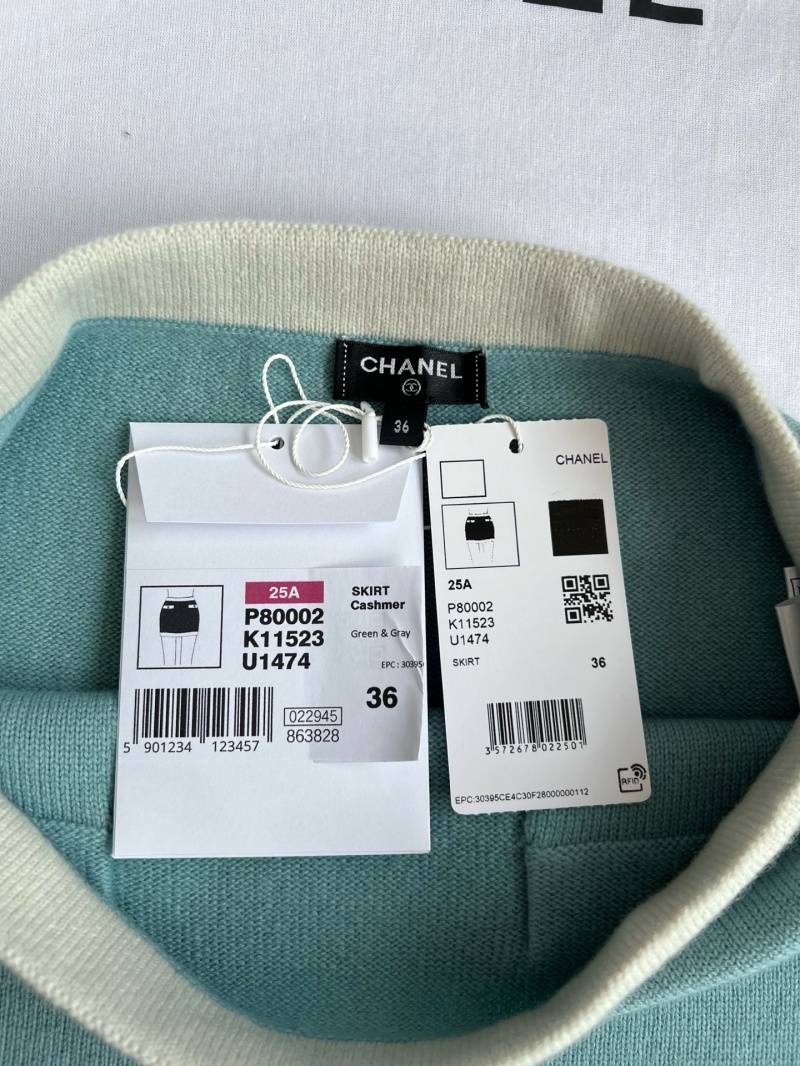 CHANEL
36
25A
P80002
K11523
U1474
SKIRT
Cashmer
Green & Gray
EPC: 30395
36
5 901234 123457
022945
863828
CHANEL
25A
P80002
K11523
U1474
SKIRT
36
3 572678 022501
RFID
EPC:30395CE4C30F28000000112